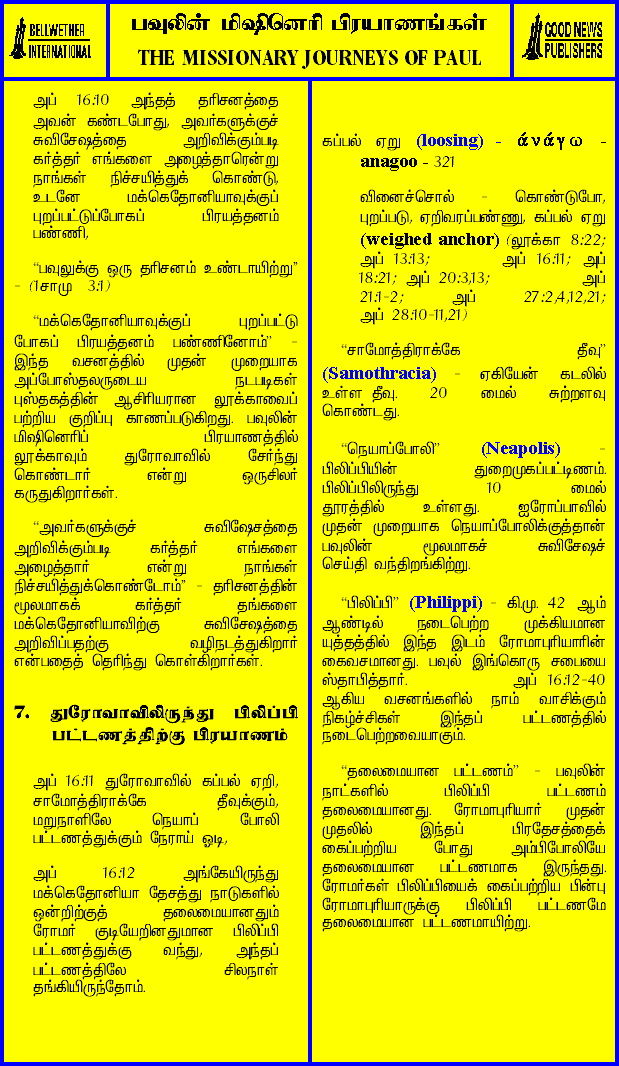 BELLWETHER
INTERNATIONAL
பவுலின் மிஷினெரி பிரயாணங்கள்
THE MISSIONARY JOURNEYS OF PAUL
GOOD NEWS
PUBLISHERS
அப் 16:10 அந்தத் தரிசனத்தை
அவன் கண்டபோது, அவர்களுக்குச்
சுவிசேஷத்தை அறிவிக்கும்படி
கர்த்தர் எங்களை அழைத்தாரென்று
நாங்கள் நிச்சயித்துக் கொண்டு,
உடனே மக்கெதோனியாவுக்குப்
புறப்பட்டுப்போகப் பிரயத்தனம்
பண்ணி,
“பவுலுக்கு ஒரு தரிசனம் உண்டாயிற்று”
- (1சாமு 3:1)
“மக்கெதோனியாவுக்குப் புறப்பட்டு
போகப் பிரயத்தனம் பண்ணினோம்” -
இந்த வசனத்தில் முதன் முறையாக
அப்போஸ்தலருடைய நடபடிகள்
புஸ்தகத்தின் ஆசிரியரான லூக்காவைப்
பற்றிய குறிப்பு காணப்படுகிறது. பவுலின்
மிஷினெரிப் பிரயாணத்தில்
லூக்காவும் துரோவாவில் சேர்ந்து
கொண்டார் என்று ஒருசிலர்
கருதுகிறார்கள்.
“அவர்களுக்குச் சுவிஷேசத்தை
அறிவிக்கும்படி கர்த்தர் எங்களை
அழைத்தார் என்று நாங்கள்
நிச்சயித்துக்கொண்டோம்” - தரிசனத்தின்
மூலமாகக் கர்த்தர் தங்களை
மக்கெதோனியாவிற்கு சுவிசேஷத்தை
அறிவிப்பதற்கு வழிநடத்துகிறார்
என்பதைத் தெரிந்து கொள்கிறார்கள்.
7. துரோவாவிலிருந்து பிலிப்பி
பட்டணத்திற்கு பிரயாணம்
அப் 16:11 துரோவாவில் கப்பல் ஏறி,
சாமோத்திராக்கே தீவுக்கும்,
மறுநாளிலே நெயாப் போலி
பட்டணத்துக்கும் நேராய் ஓடி,
அப் 16:12 அங்கேயிருந்து
மக்கெதோனியா தேசத்து நாடுகளில்
ஒன்றிற்குத் தலைமையானதும்
ரோமர் குடியேறினதுமான பிலிப்பி
பட்டணத்துக்கு வந்து, அந்தப்
பட்டணத்திலே சிலநாள்
தங்கியிருந்தோம்.
கப்பல் ஏறு (loosing) - άνάγω -
anagoo - 321
வினைச்சொல் - கொண்டுபோ,
புறப்படு, ஏறிவரப்பண்ணு, கப்பல் ஏறு
(weighed anchor) (லூக்கா 8:22;
அப் 13:13; அப் 16:11; அப்
18:21; அப் 20:3,13; அப்
21:1-2; அப் 27:2,4,12,21;
அப் 28:10-11,21)
“சாமோத்திராக்கே தீவு”
(Samothracia) - ஏகியேன் கடலில்
உள்ள தீவு. 20 மைல் சுற்றளவு
கொண்டது.
“நெயாப்போலி” (Neapolis) -
பிலிப்பியின் துறைமுகப்பட்டிணம்.
பிலிப்பிலிருந்து 10 மைல்
தூரத்தில் உள்ளது. ஐரோப்பாவில்
முதன் முறையாக நெயாப்போலிக்குத்தான்
பவுலின் மூலமாகச் சுவிசேஷச்
செய்தி வந்திறங்கிற்று.
“பிலிப்பி” (Philippi) - கி.மு. 42 ஆம்
ஆண்டில் நடைபெற்ற முக்கியமான
யுத்தத்தில் இந்த இடம் ரோமாபுரியாரின்
கைவசமானது. பவுல் இங்கொரு சபையை
ஸ்தாபித்தார். அப் 16:12-40
ஆகிய வசனங்களில் நாம் வாசிக்கும்
நிகழ்ச்சிகள் இந்தப் பட்டணத்தில்
நடைபெற்றவையாகும்.
“தலைமையான பட்டணம்” - பவுலின்
நாட்களில் பிலிப்பி பட்டணம்
தலைமையானது. ரோமாபுரியார் முதன்
முதலில் இந்தப் பிரதேசத்தைக்
கைப்பற்றிய போது அம்பிபோலியே
தலைமையான பட்டணமாக இருந்தது.
ரோமர்கள் பிலிப்பியைக் கைப்பற்றிய பின்பு
ரோமாபுரியாருக்கு பிலிப்பி பட்டணமே
தலைமையான பட்டணமாயிற்று.